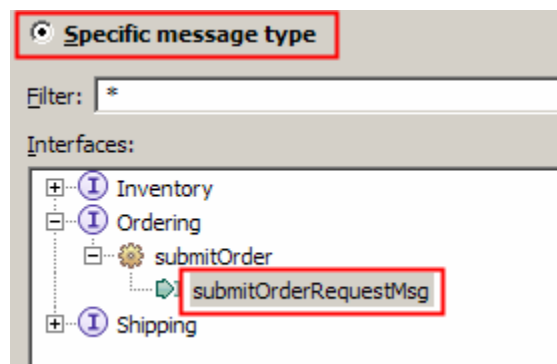 Specific message type
Filter: *
Interfaces:
Inventory
Ordering
submitOrder
submitOrderRequestMsg
Shipping